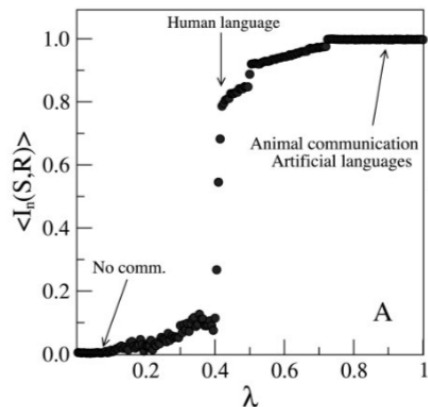 Human language
1.0
0.8
<Iₙ(S,R)>
0.6
Animal communication
Artificial languages
0.4
0.2
No comm.
A
0.0
0.2
0.4
0.6
0.8
1
λ